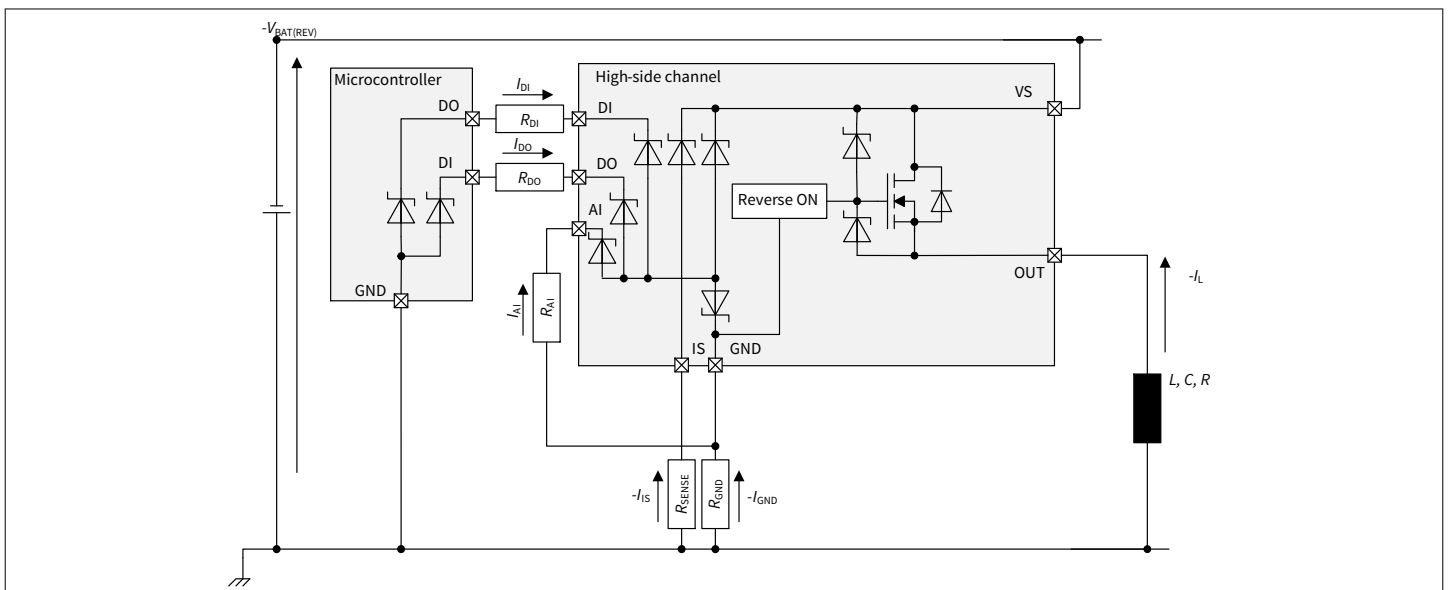 -VBAT(REV)
Microcontroller
High-side channel
IDI
VS
DO
RDI
DI
IDO
DI
RDO
DO
AI
Reverse ON
OUT
-IL
GND
IAI
RAI
IS
GND
L, C, R
-IIS
RSENSE
RGND
-IGND